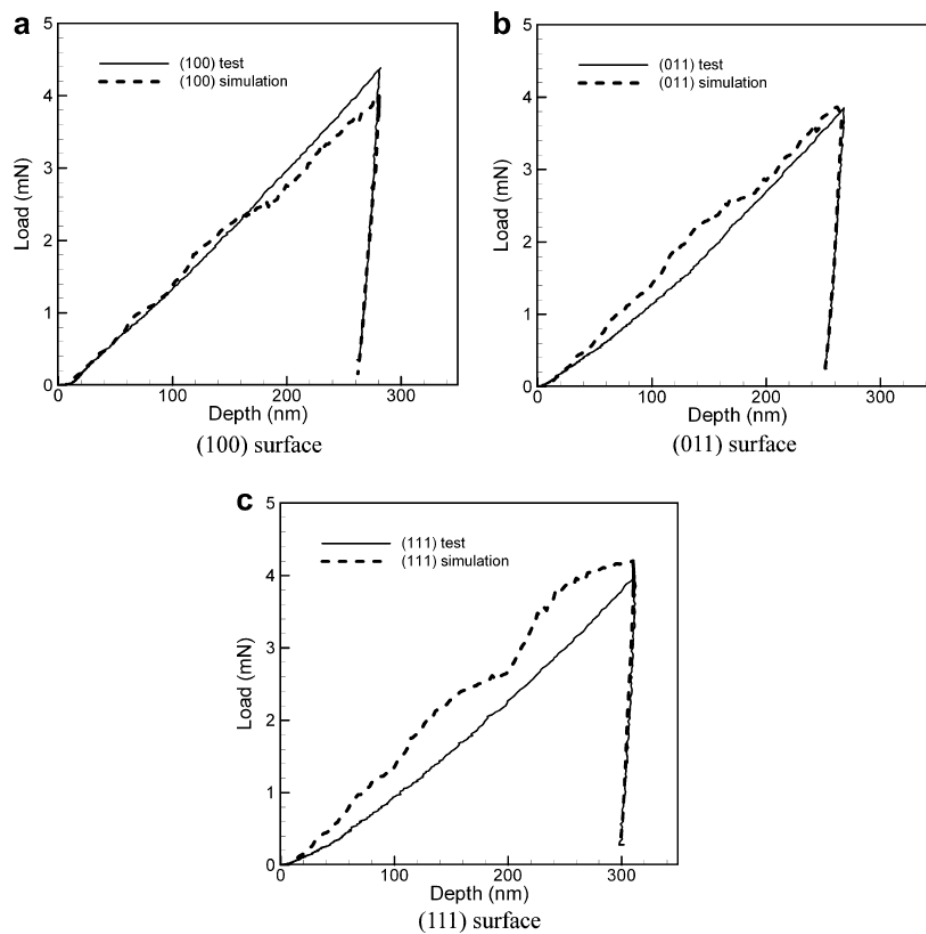 a
5
4
3
2
1
0
Load (mN)
(100) test
(100) simulation
0
100
200
300
Depth (nm)
(100) surface
b
5
4
3
2
1
0
Load (mN)
(011) test
(011) simulation
0
100
200
300
Depth (nm)
(011) surface
c
5
4
3
2
1
0
Load (mN)
(111) test
(111) simulation
0
100
200
300
Depth (nm)
(111) surface